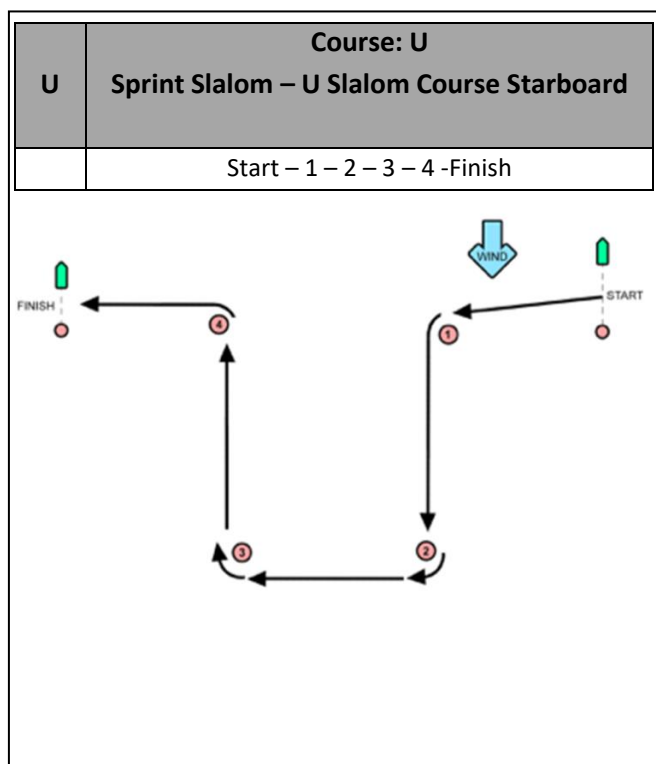 U
Course: U
Sprint Slalom – U Slalom Course Starboard
Start – 1 – 2 – 3 – 4 -Finish
WIND
FINISH
START
4
1
3
2